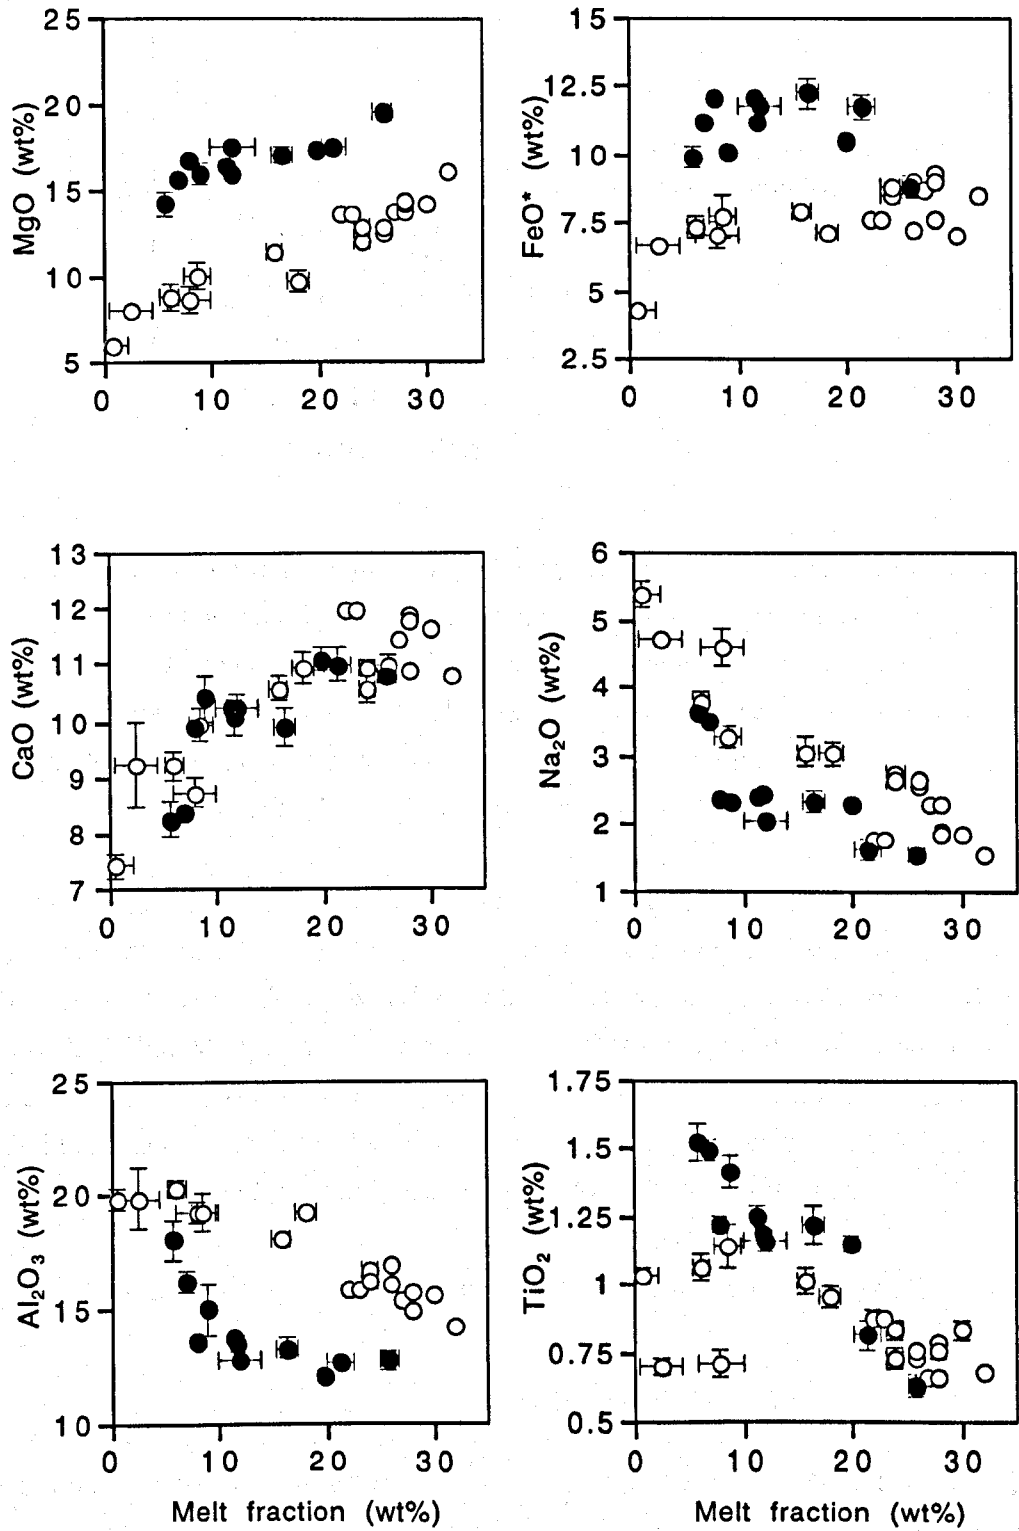 MgO (wt%)
25
20
15
10
5
0 10 20 30
FeO* (wt%)
15
12.5
10
7.5
5
2.5
0 10 20 30
CaO (wt%)
13
12
11
10
9
8
7
0 10 20 30
Na₂O (wt%)
6
5
4
3
2
1
0 10 20 30
Al₂O₃ (wt%)
25
20
15
10
0 10 20 30
Melt fraction (wt%)
TiO₂ (wt%)
1.75
1.5
1.25
1
0.75
0.5
0 10 20 30
Melt fraction (wt%)